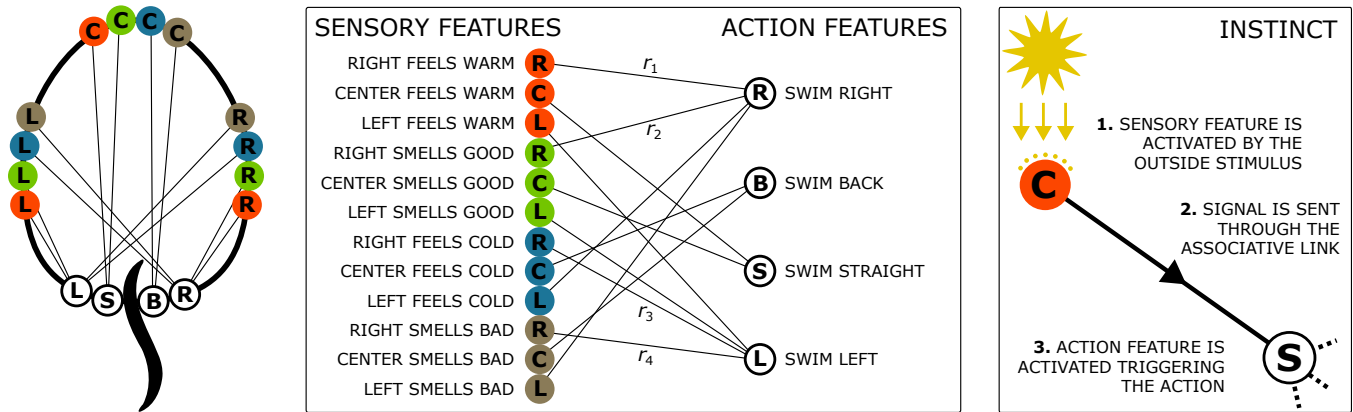 C C C C
L R
L R
L R
L R
L S B R
SENSORY FEATURES
ACTION FEATURES
RIGHT FEELS WARM R
CENTER FEELS WARM C
LEFT FEELS WARM L
RIGHT SMELLS GOOD R
CENTER SMELLS GOOD C
LEFT SMELLS GOOD L
RIGHT FEELS COLD R
CENTER FEELS COLD C
LEFT FEELS COLD L
RIGHT SMELLS BAD R
CENTER SMELLS BAD C
LEFT SMELLS BAD L
r1
r2
r3
r4
R SWIM RIGHT
B SWIM BACK
S SWIM STRAIGHT
L SWIM LEFT
INSTINCT
1. SENSORY FEATURE IS
ACTIVATED BY THE
OUTSIDE STIMULUS
C
2. SIGNAL IS SENT
THROUGH THE
ASSOCIATIVE LINK
3. ACTION FEATURE IS
ACTIVATED TRIGGERING
THE ACTION
S